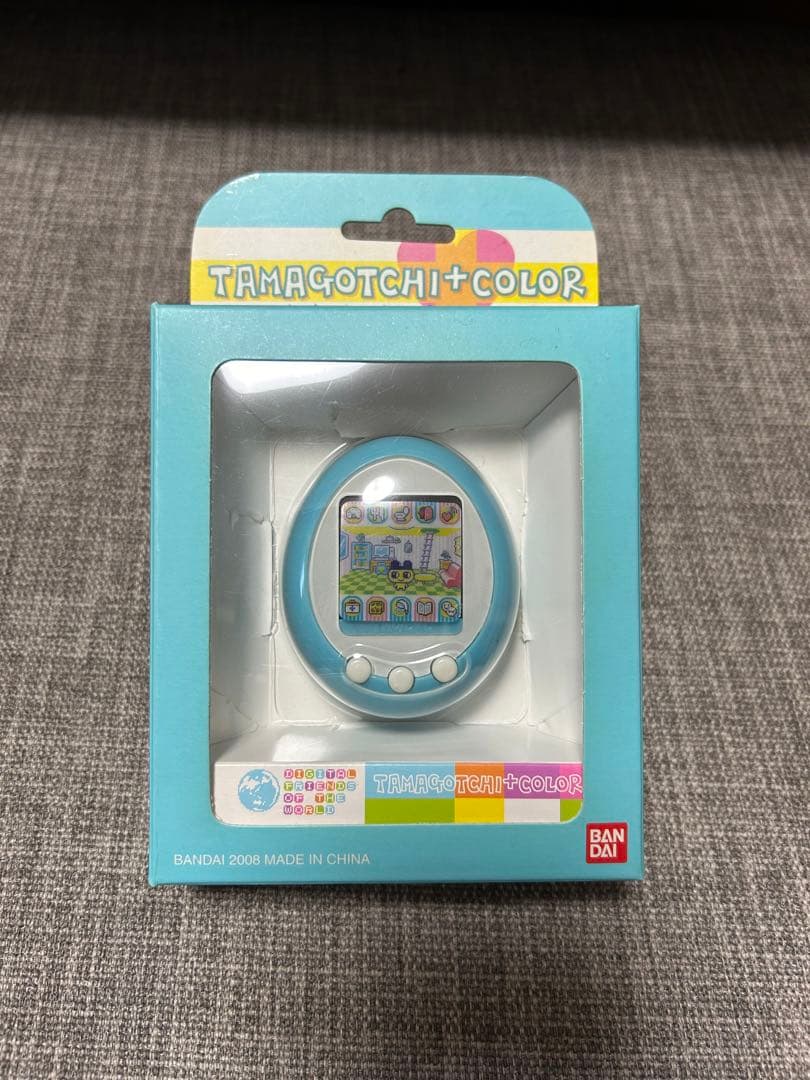 TAMAGOTCHI+COLOR
DIGITAL
FRIENDS
OF THE
WORLD
TAMAGOTCHI+COLOR
BANDAI 2008 MADE IN CHINA
BAN
DAI